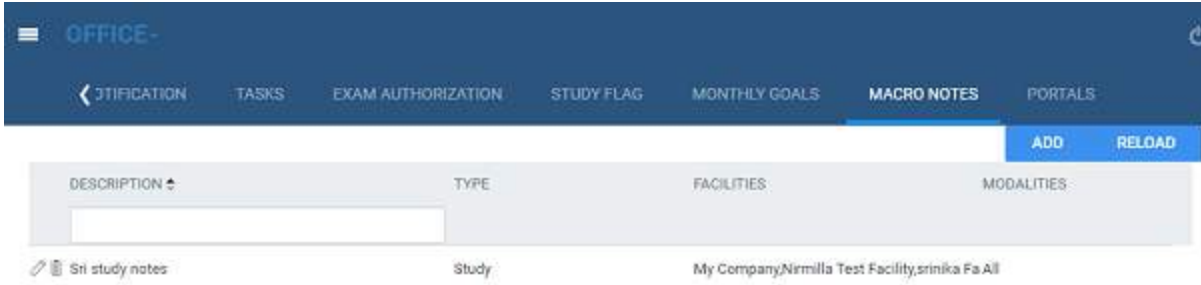 OFFICE-
OTIFICATION TASKS EXAM AUTHORIZATION STUDY FLAG MONTHLY GOALS MACRO NOTES PORTALS
ADD RELOAD
DESCRIPTION TYPE FACILITIES MODALITIES
Sri study notes Study My Company,Nirmilla Test Facility,srinika Fa All